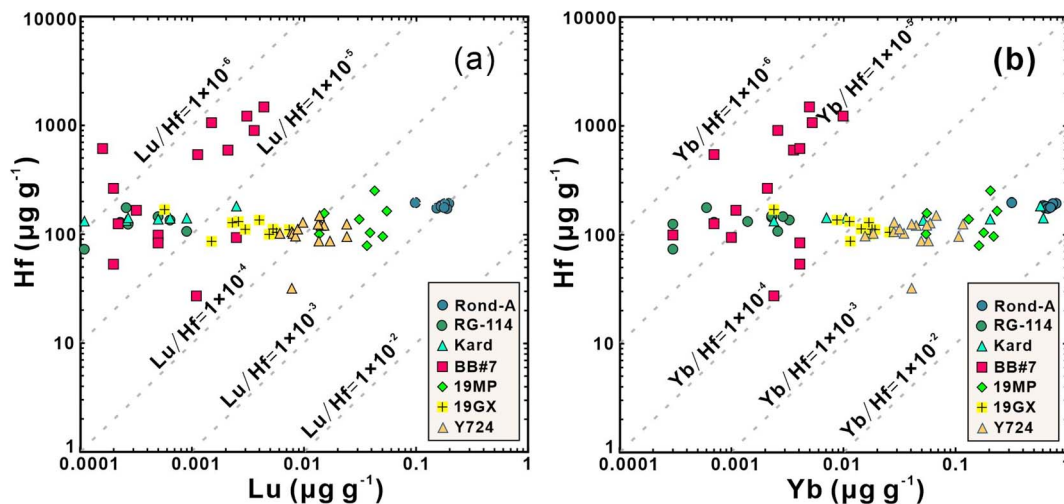 (a)
10000
1000
100
10
1
Hf (μg g⁻¹)
Lu/Hf=1×10⁻⁶
Lu/Hf=1×10⁻⁵
Lu/Hf=1×10⁻⁴
Lu/Hf=1×10⁻³
Lu/Hf=1×10⁻²
Rond-A
RG-114
Kard
BB#7
19MP
19GX
Y724
0.0001 0.001 0.01 0.1 1
Lu (μg g⁻¹)
(b)
10000
1000
100
10
1
Hf (μg g⁻¹)
Yb/Hf=1×10⁻⁶
Yb/Hf=1×10⁻⁵
Yb/Hf=1×10⁻⁴
Yb/Hf=1×10⁻³
Yb/Hf=1×10⁻²
Rond-A
RG-114
Kard
BB#7
19MP
19GX
Y724
0.0001 0.001 0.01 0.1 1
Yb (μg g⁻¹)